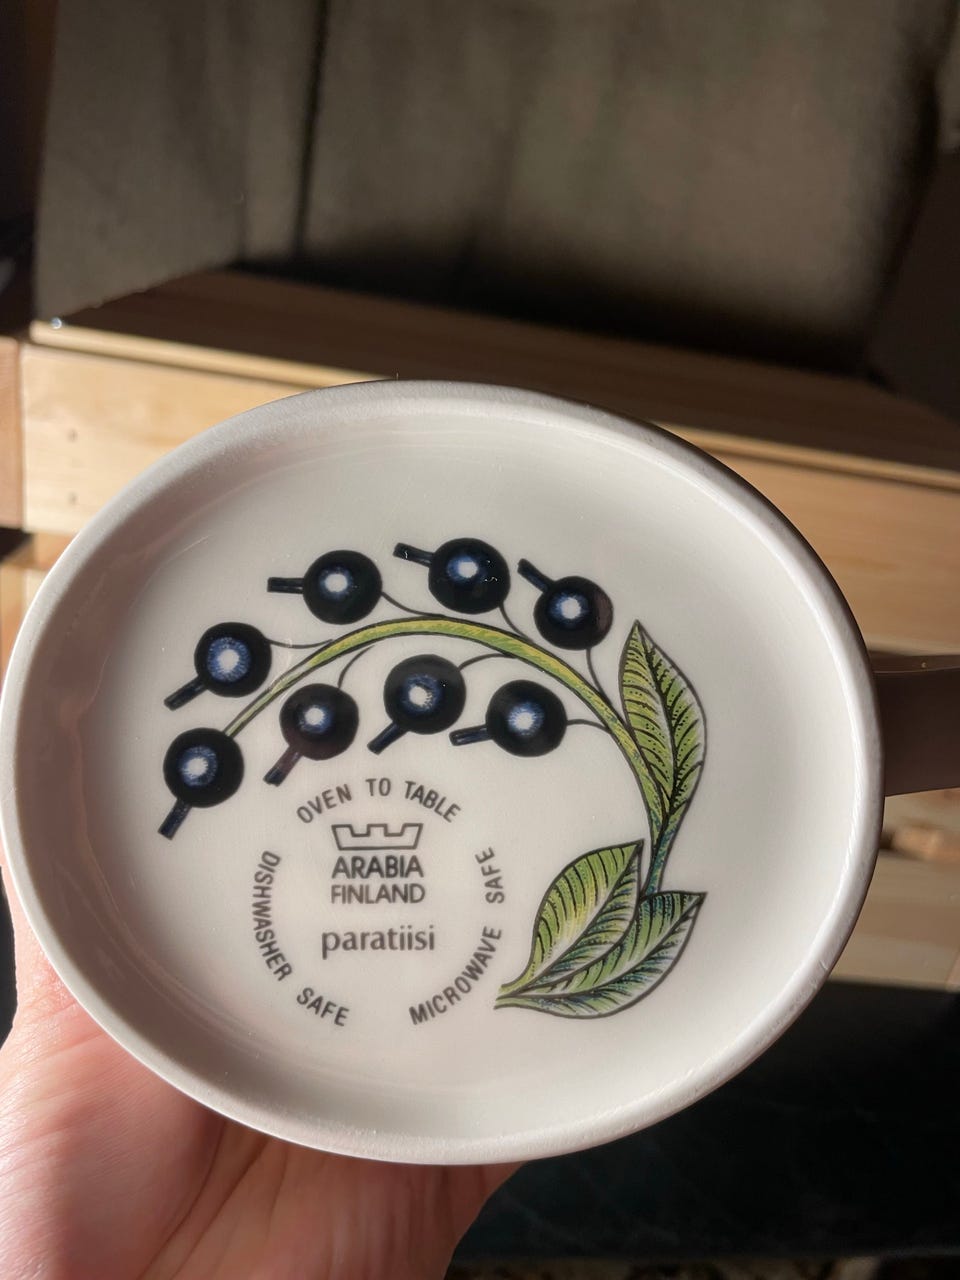 OVEN TO TABLE
ARABIA
FINLAND
paratiisi
DISHWASHER SAFE
MICROWAVE SAFE